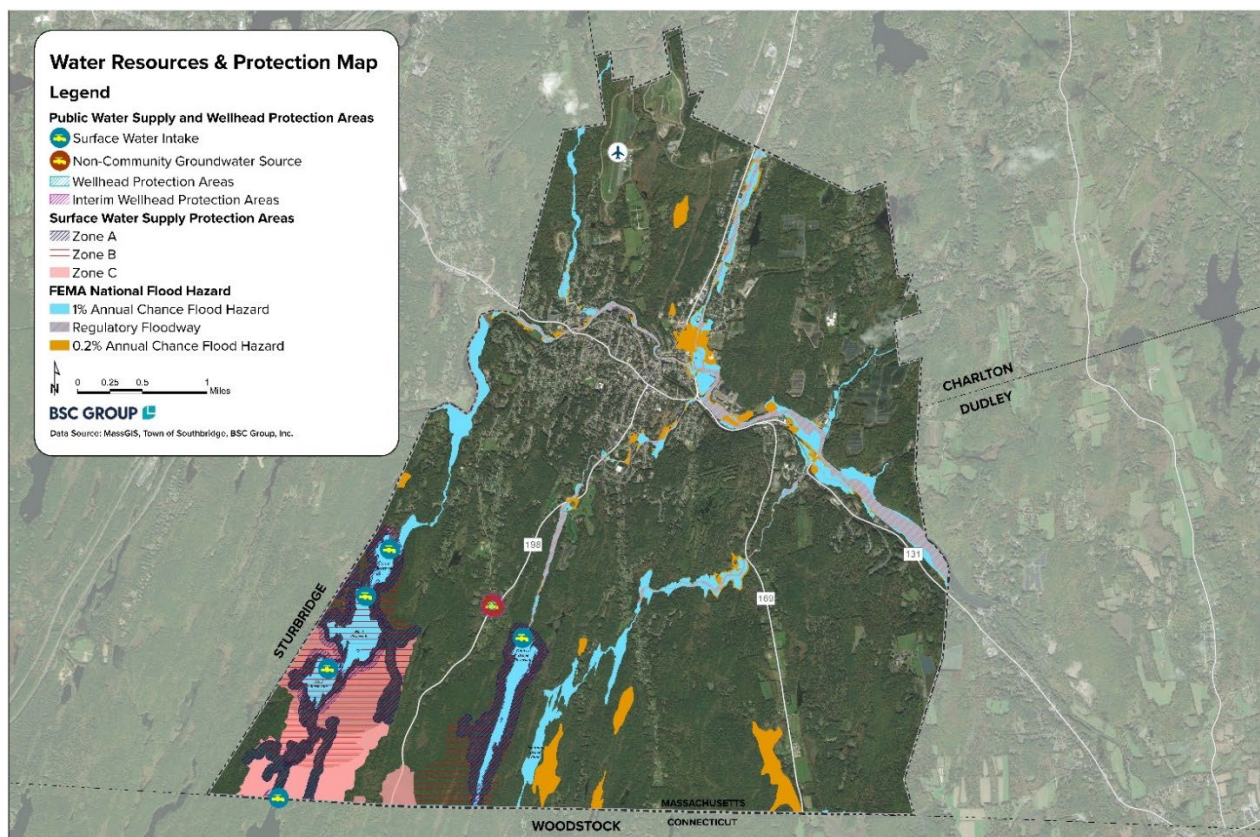 Water Resources & Protection Map
Legend
Public Water Supply and Wellhead Protection Areas
Surface Water Intake
Non-Community Groundwater Source
Wellhead Protection Areas
Interim Wellhead Protection Areas
Surface Water Supply Protection Areas
Zone A
Zone B
Zone C
FEMA National Flood Hazard
1% Annual Chance Flood Hazard
Regulatory Floodway
0.2% Annual Chance Flood Hazard
N
0 0.25 0.5 1
Miles
BSC GROUP
Data Source: MassGIS, Town of Southbridge, BSC Group, Inc.
CHARLTON
DUDLEY
198
131
169
STURBRIDGE
MASSACHUSETTS
CONNECTICUT
WOODSTOCK